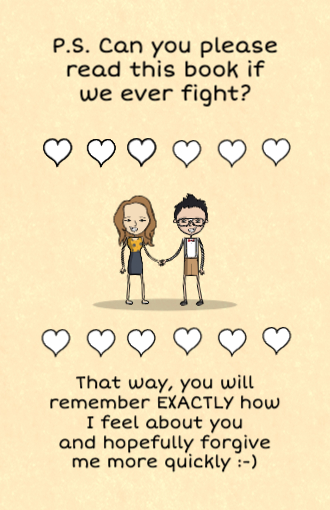 P.S. Can you please
read this book if
we ever fight?
That way, you will
remember EXACTLY how
I feel about you
and hopefully forgive
me more quickly :-)